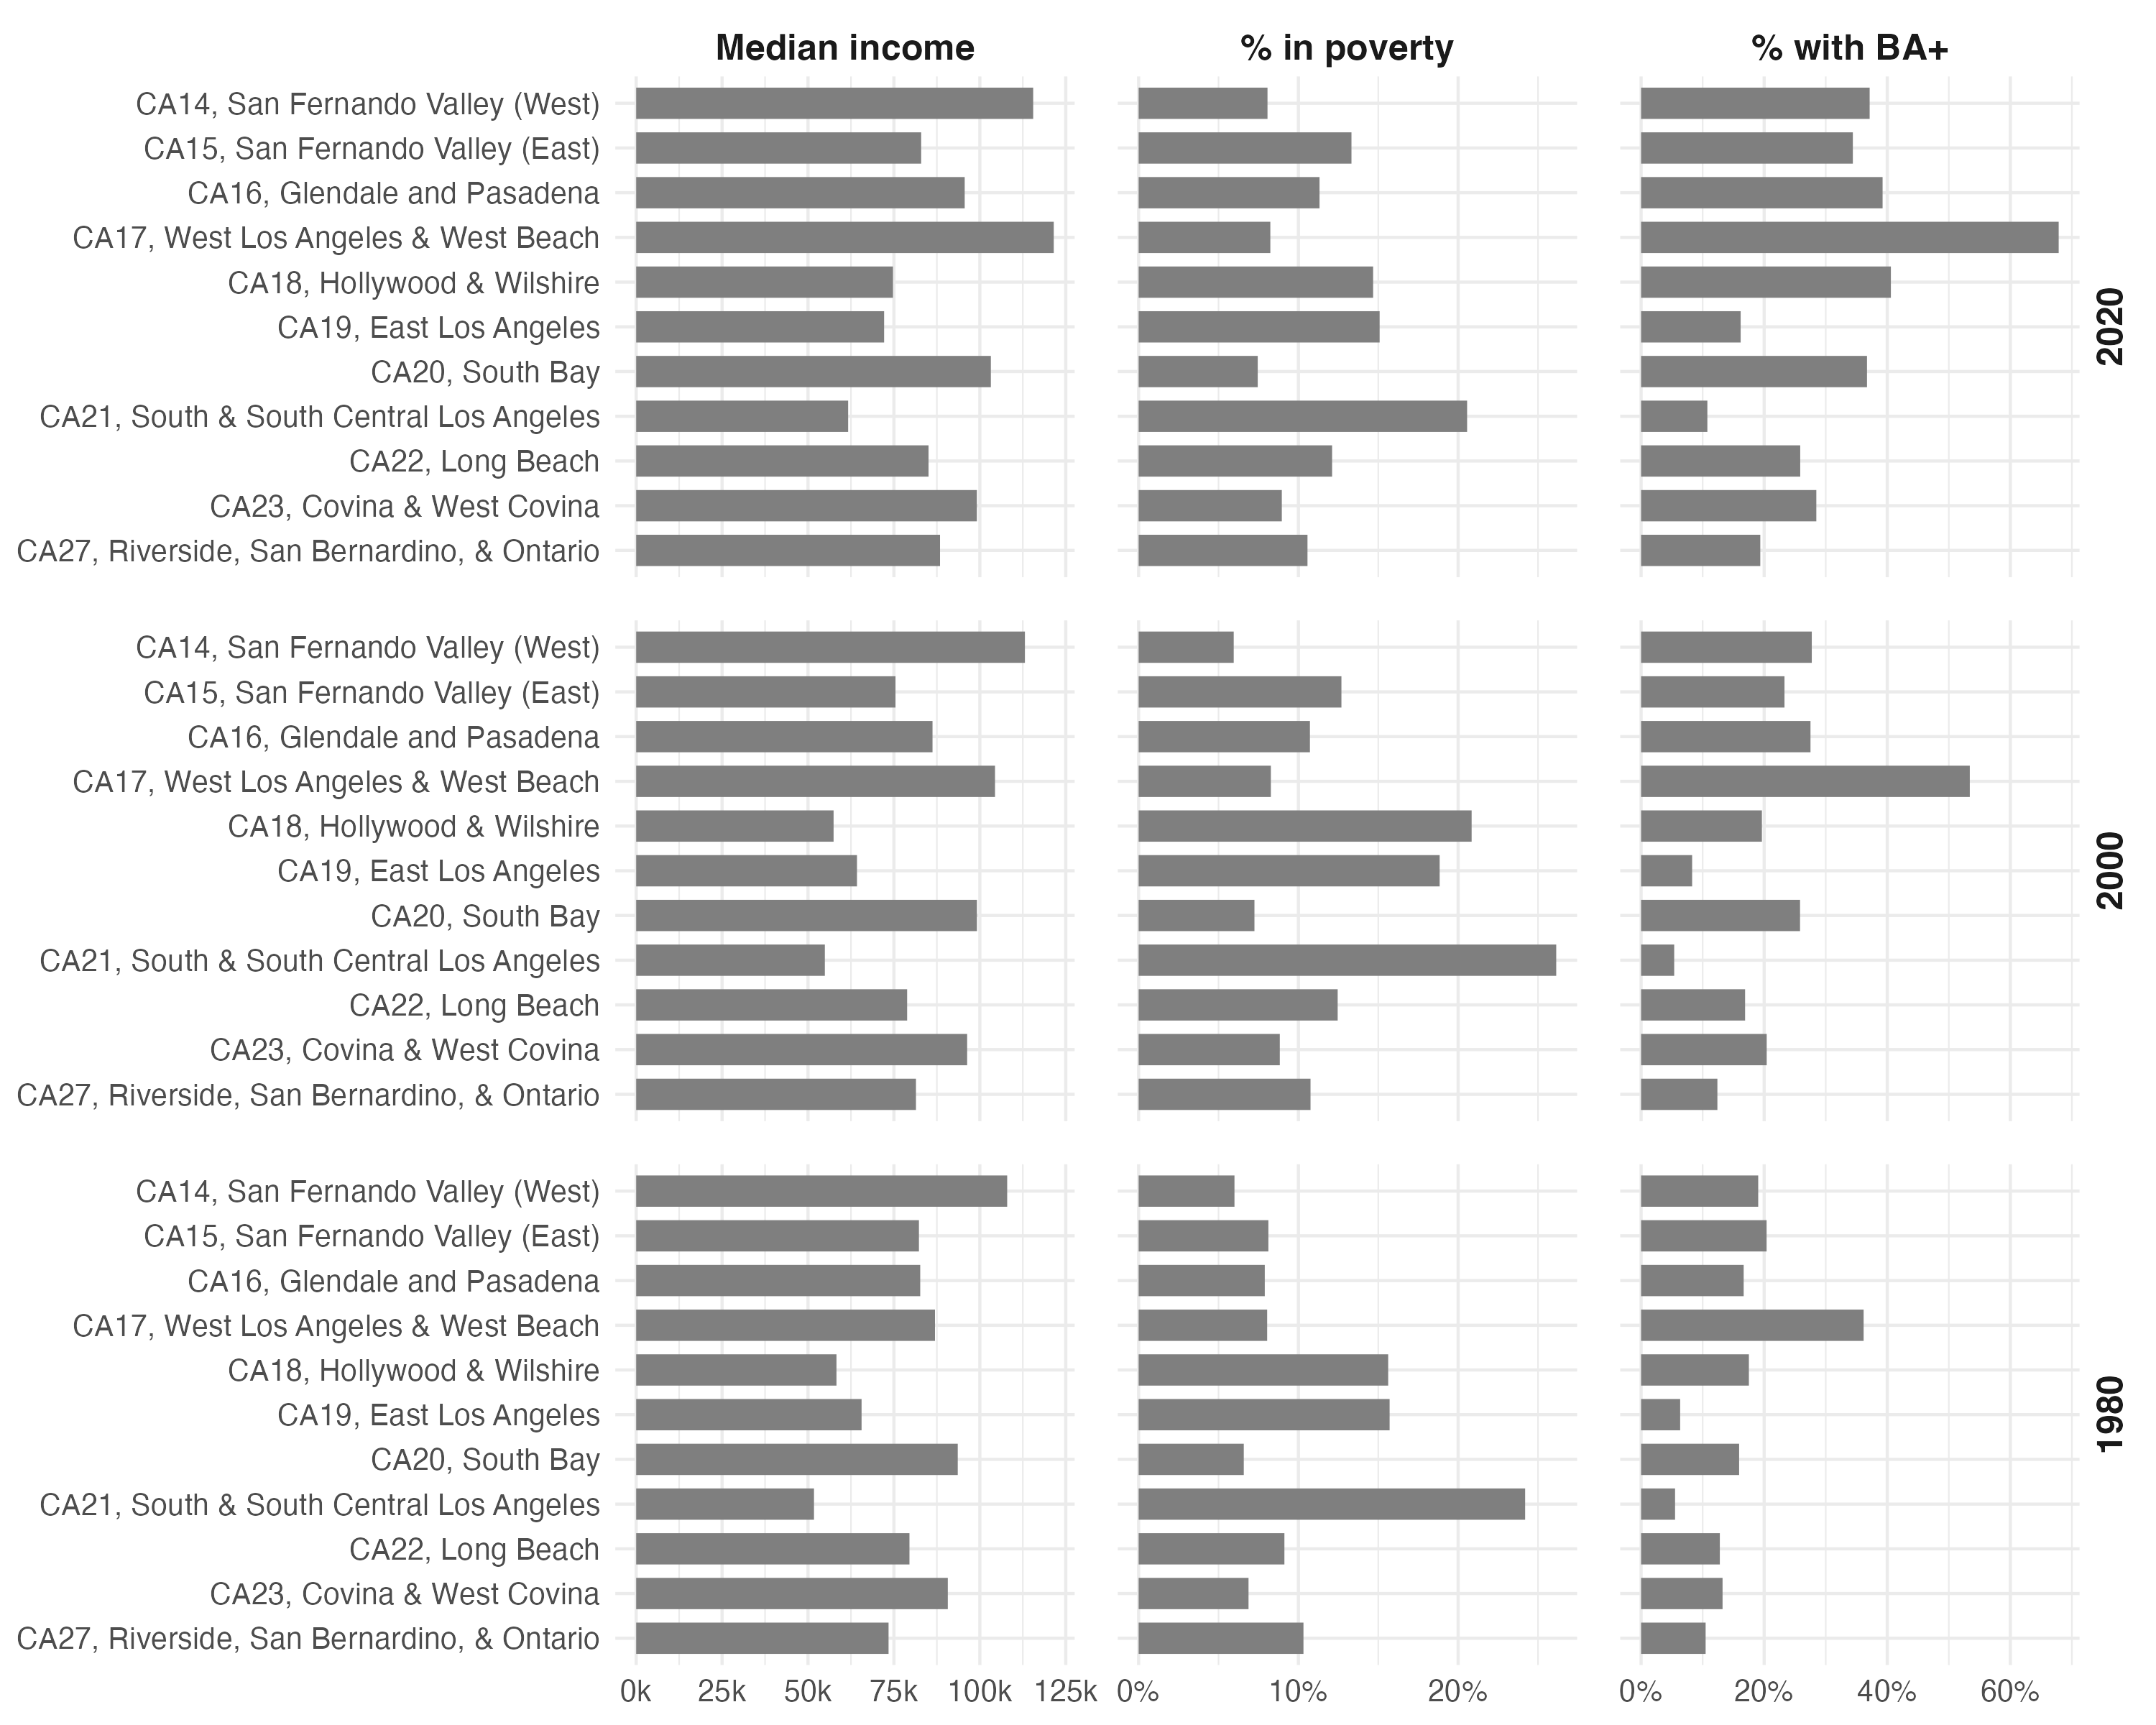 Median income % in poverty % with BA+
CA14, San Fernando Valley (West)
CA15, San Fernando Valley (East)
CA16, Glendale and Pasadena
CA17, West Los Angeles & West Beach
CA18, Hollywood & Wilshire
CA19, East Los Angeles
CA20, South Bay
CA21, South & South Central Los Angeles
CA22, Long Beach
CA23, Covina & West Covina
CA27, Riverside, San Bernardino, & Ontario
2020
CA14, San Fernando Valley (West)
CA15, San Fernando Valley (East)
CA16, Glendale and Pasadena
CA17, West Los Angeles & West Beach
CA18, Hollywood & Wilshire
CA19, East Los Angeles
CA20, South Bay
CA21, South & South Central Los Angeles
CA22, Long Beach
CA23, Covina & West Covina
CA27, Riverside, San Bernardino, & Ontario
2000
CA14, San Fernando Valley (West)
CA15, San Fernando Valley (East)
CA16, Glendale and Pasadena
CA17, West Los Angeles & West Beach
CA18, Hollywood & Wilshire
CA19, East Los Angeles
CA20, South Bay
CA21, South & South Central Los Angeles
CA22, Long Beach
CA23, Covina & West Covina
CA27, Riverside, San Bernardino, & Ontario
1980
0k 25k 50k 75k 100k 125k 0% 10% 20% 0% 20% 40% 60%